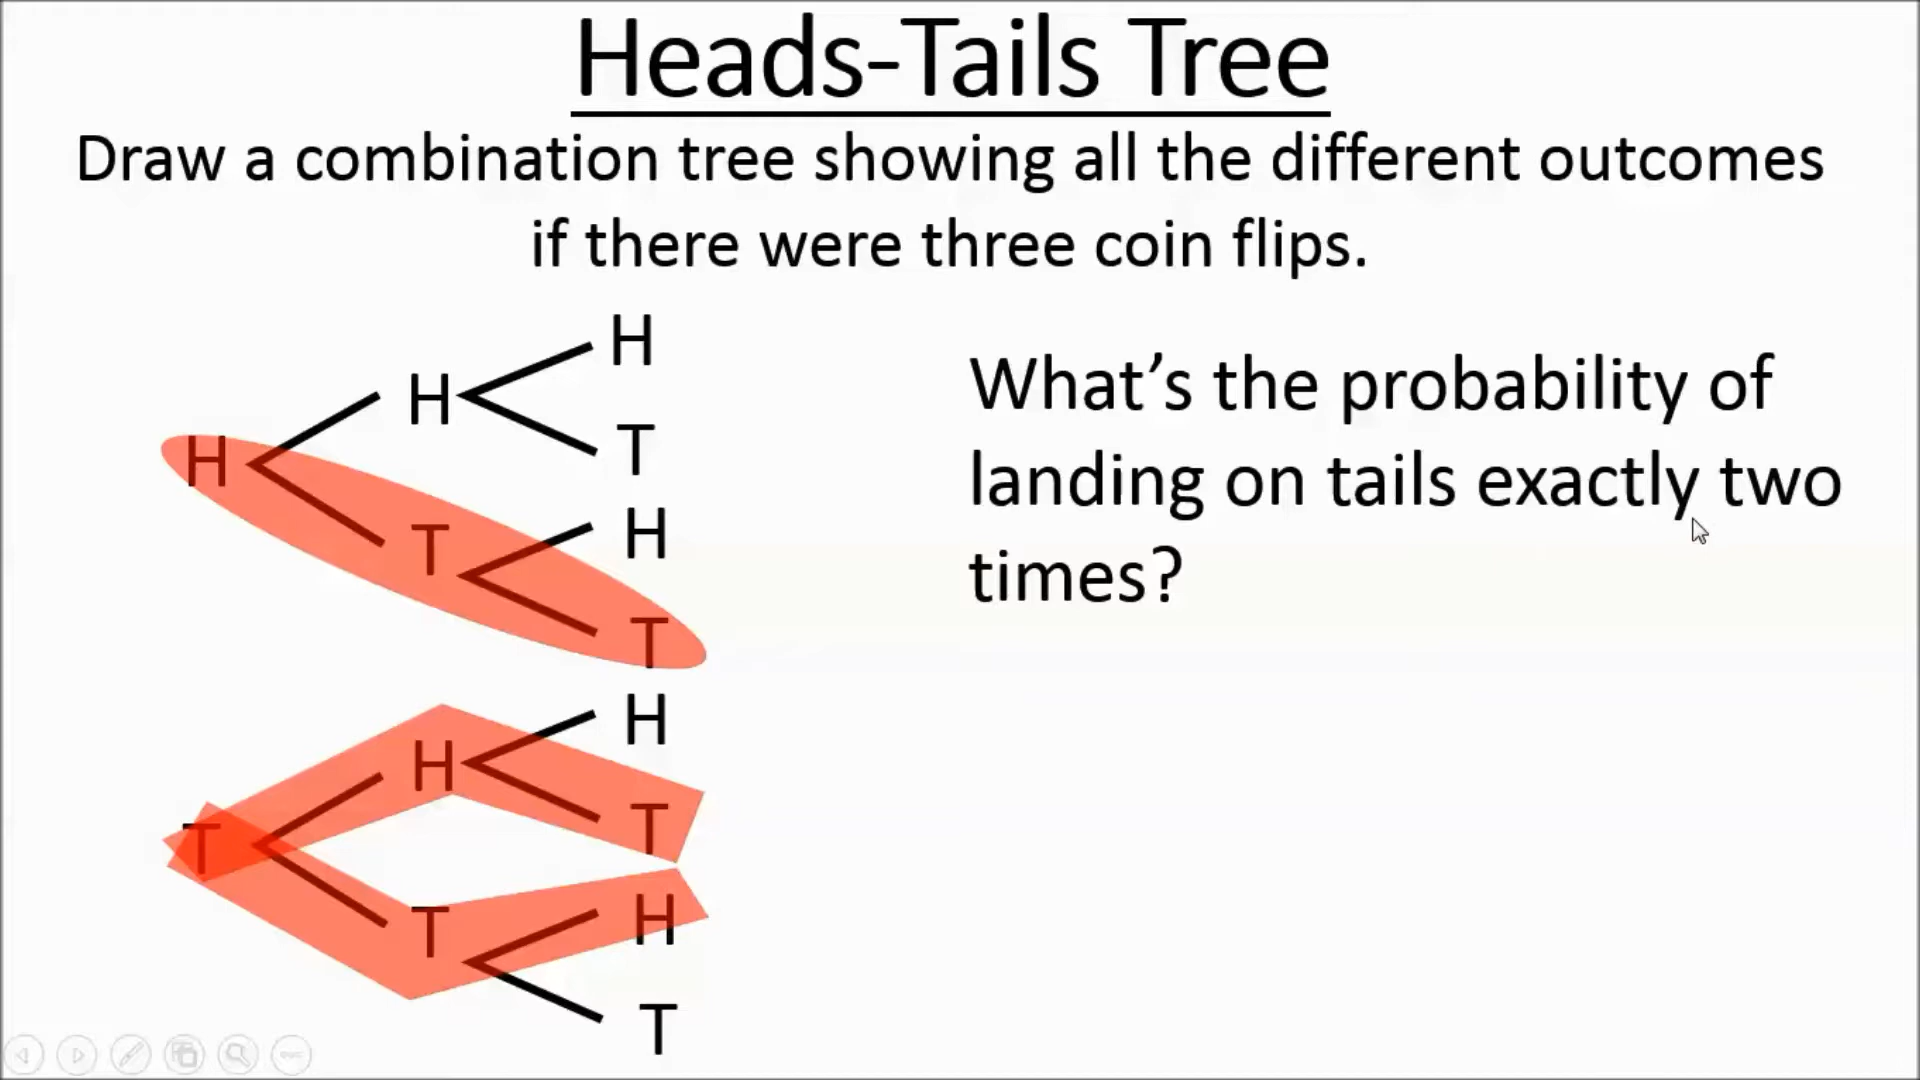 Heads-Tails Tree
Draw a combination tree showing all the different outcomes
if there were three coin flips.
H
H
T
H
T
H
T
What's the probability of
landing on tails exactly two
times?
H
H
T
T
T
H
T